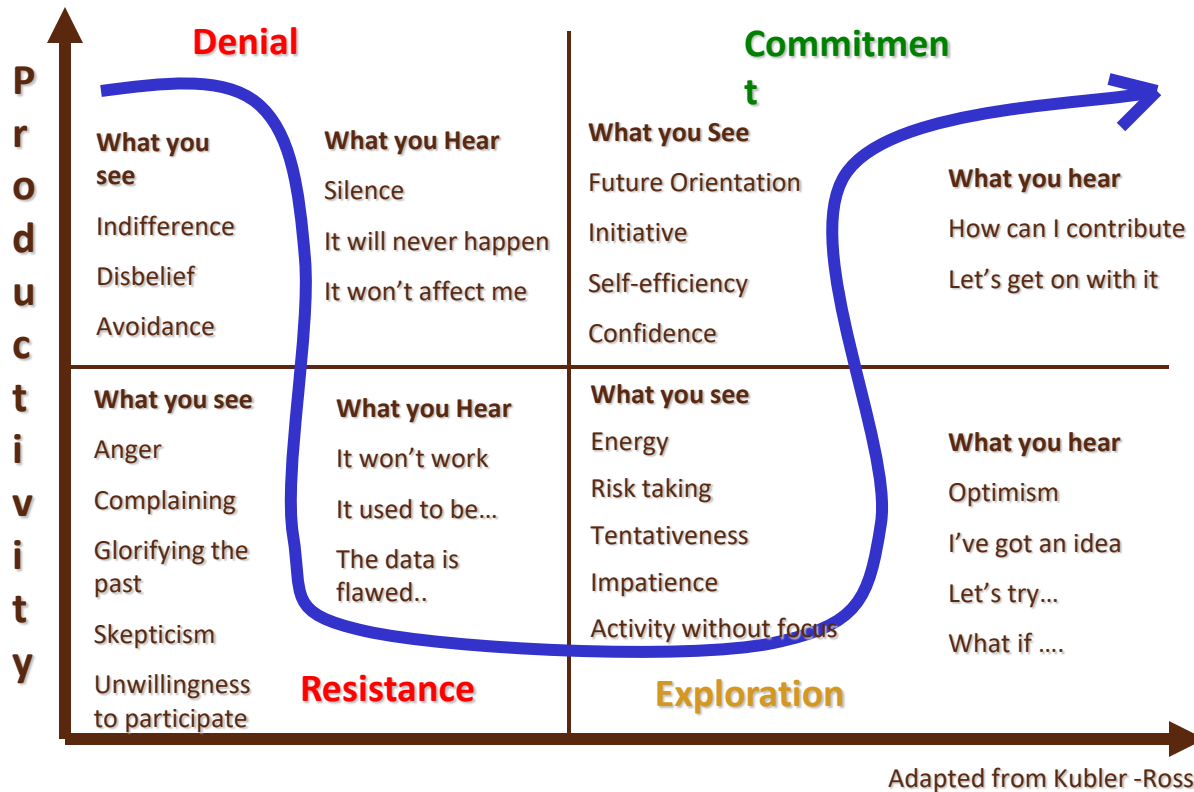 Productivity
Denial
What you
see
Indifference
Disbelief
Avoidance
What you Hear
Silence
It will never happen
It won’t affect me
Commitmen
t
What you See
Future Orientation
Initiative
Self-efficiency
Confidence
What you hear
How can I contribute
Let’s get on with it
What you see
Anger
Complaining
Glorifying the
past
Skepticism
Unwillingness
to participate
What you Hear
It won’t work
It used to be…
The data is
flawed..
Resistance
What you see
Energy
Risk taking
Tentativeness
Impatience
Activity without focus
What you hear
Optimism
I’ve got an idea
Let’s try…
What if ….
Exploration
Adapted from Kubler -Ross